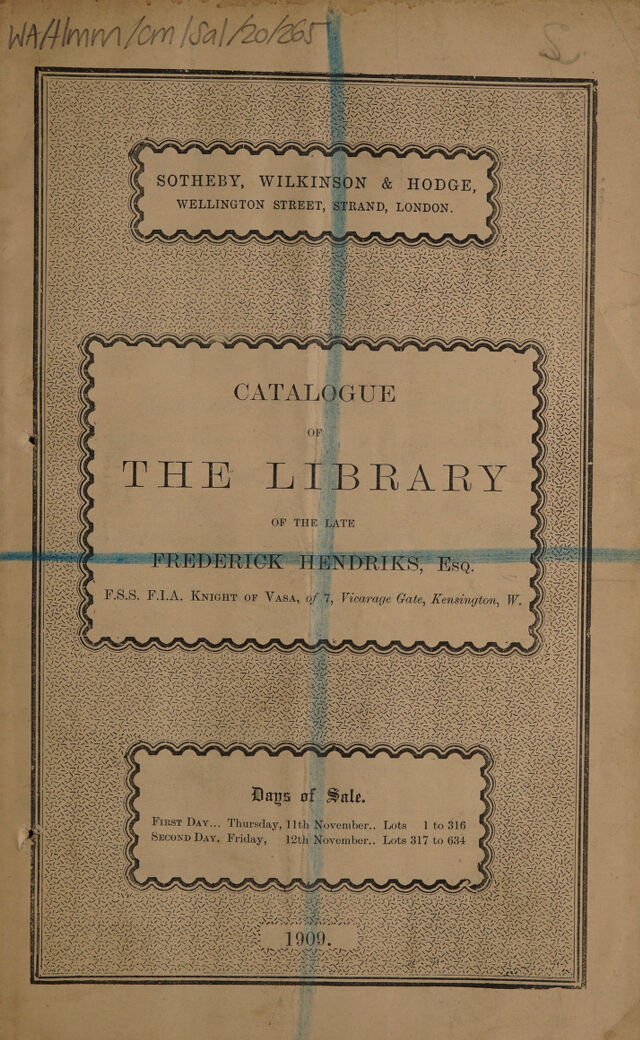 WA/HMM/CM/Sal/20/265
S
SOTHEBY, WILKINSON & HODGE,
WELLINGTON STREET, STRAND, LONDON.
CATALOGUE
OF
THE LIBRARY
OF THE LATE
FREDERICK HENDRIKS, Esq.
F.S.S. F.I.A. Knight of Vasa, of 7, Vicarage Gate, Kensington, W.
Days of Sale.
First Day... Thursday, 11th November.. Lots 1 to 316
Second Day. Friday, 12th November.. Lots 317 to 634
1909.